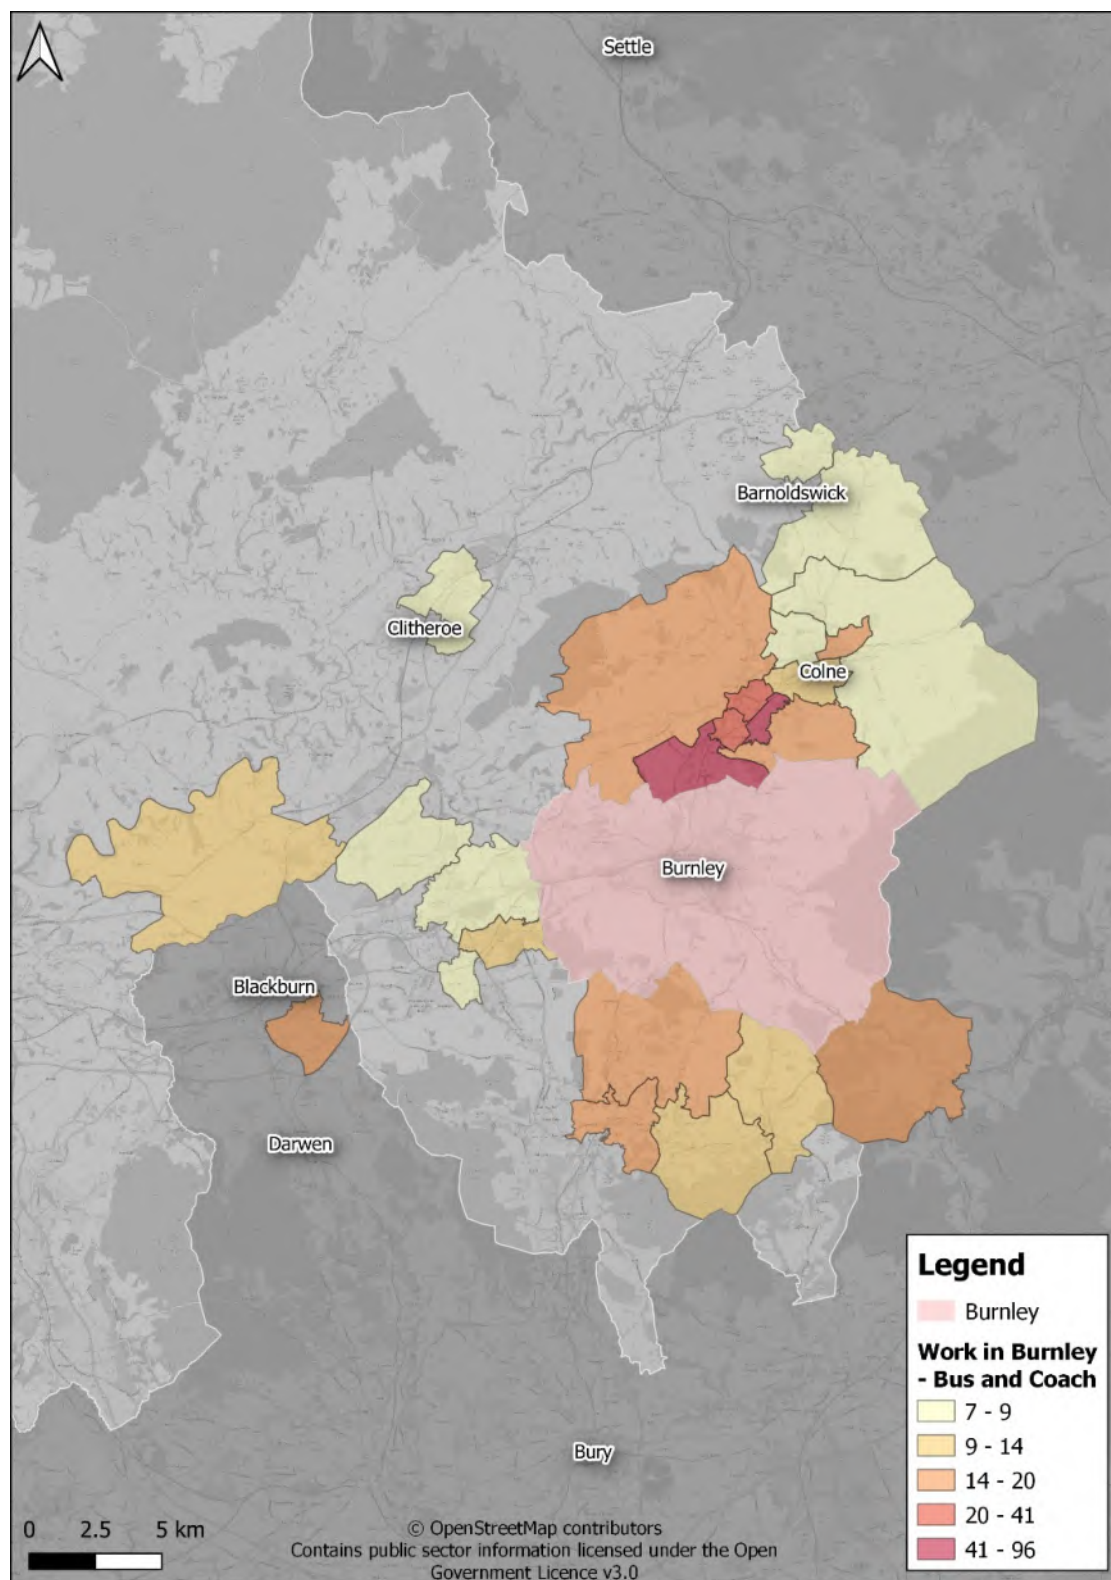 Settle
Barnoldswick
Clitheroe
Colne
Burnley
Blackburn
Darwen
Bury
Legend
Burnley
Work in Burnley
- Bus and Coach
7 - 9
9 - 14
14 - 20
20 - 41
41 - 96
0 2.5 5 km
© OpenStreetMap contributors
Contains public sector information licensed under the Open
Government Licence v3.0